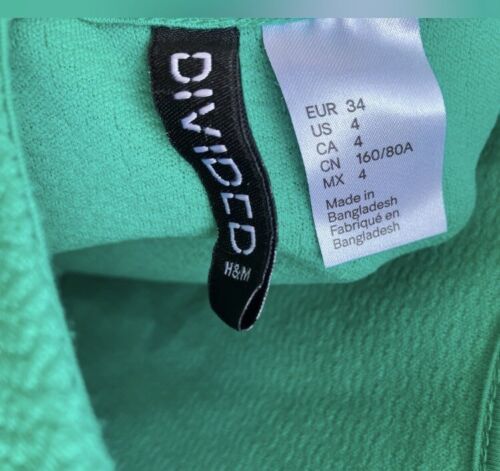 DIVIDED
H&M
EUR 34
US 4
CA 4
CN 160/80A
MX 4
Made in
Bangladesh
Fabriqué en
Bangladesh